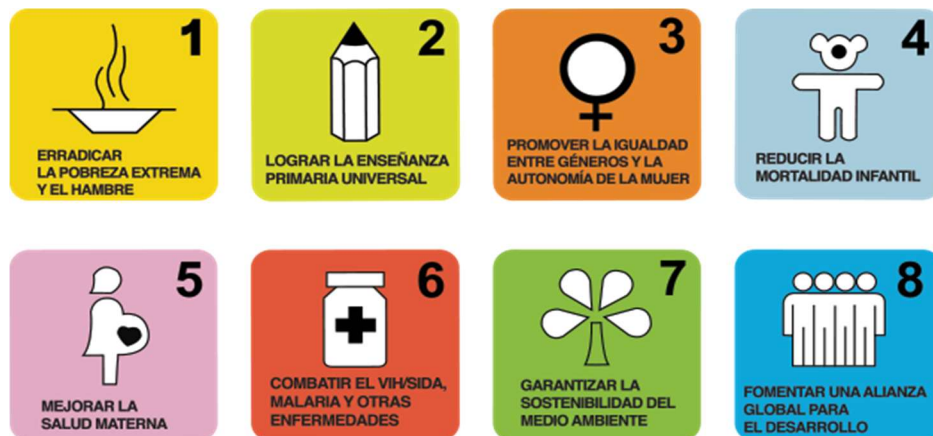 1
ERRADICAR
LA POBREZA EXTREMA
Y EL HAMBRE
2
LOGRAR LA ENSEÑANZA
PRIMARIA UNIVERSAL
3
PROMOVER LA IGUALDAD
ENTRE GÉNEROS Y LA
AUTONOMÍA DE LA MUJER
4
REDUCIR LA
MORTALIDAD INFANTIL
5
MEJORAR LA
SALUD MATERNA
6
COMBATIR EL VIH/SIDA,
MALARIA Y OTRAS
ENFERMEDADES
7
GARANTIZAR LA
SOSTENIBILIDAD DEL
MEDIO AMBIENTE
8
FOMENTAR UNA ALIANZA
GLOBAL PARA
EL DESARROLLO